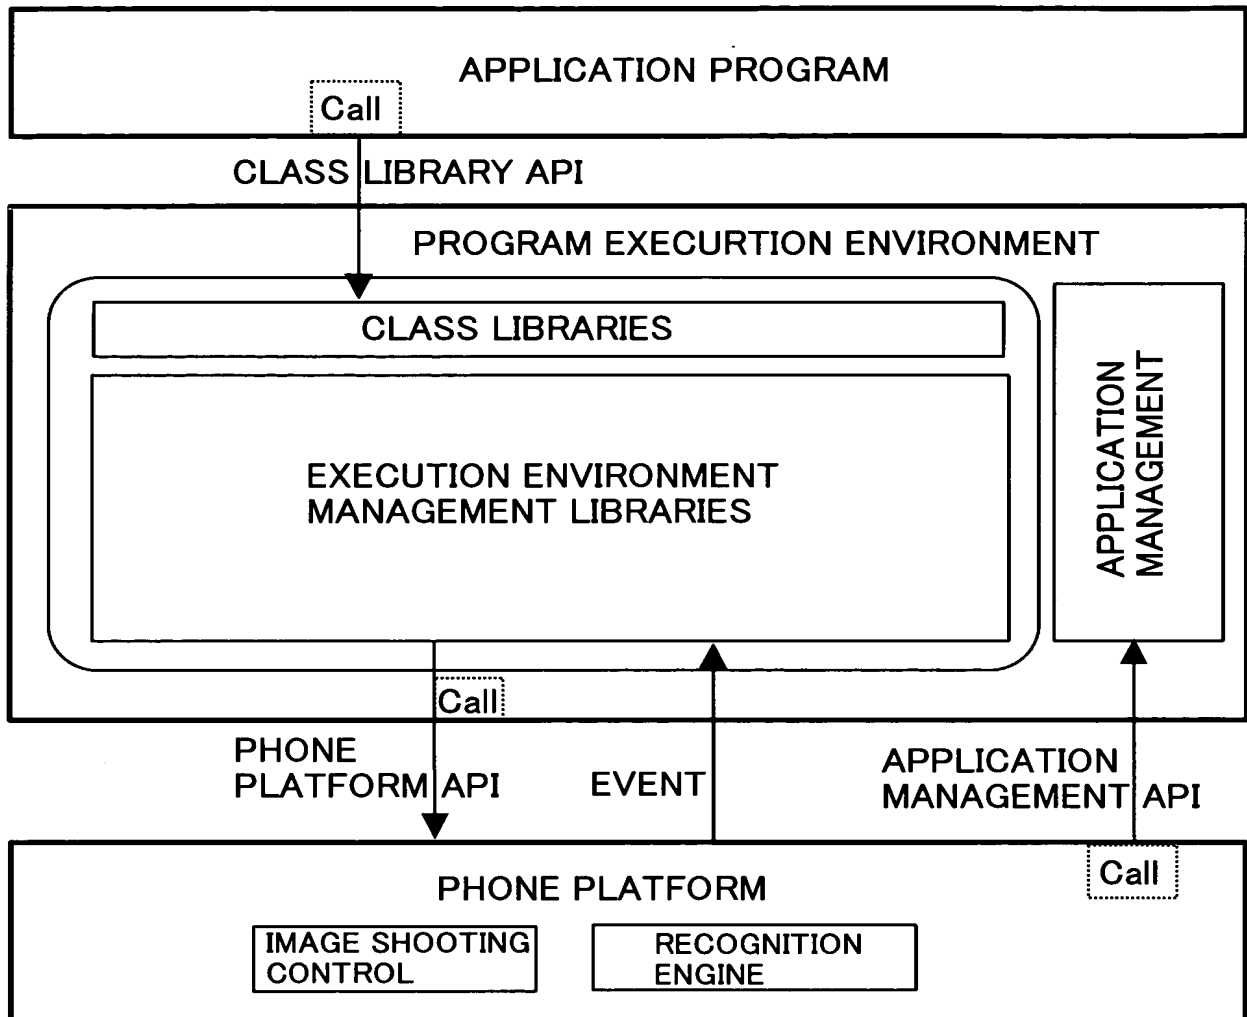 APPLICATION PROGRAM
Call
CLASS LIBRARY API
PROGRAM EXECURTION ENVIRONMENT
CLASS LIBRARIES
EXECUTION ENVIRONMENT
MANAGEMENT LIBRARIES
APPLICATION
MANAGEMENT
Call
PHONE
PLATFORM API
EVENT
APPLICATION
MANAGEMENT API
Call
PHONE PLATFORM
IMAGE SHOOTING
CONTROL
RECOGNITION
ENGINE